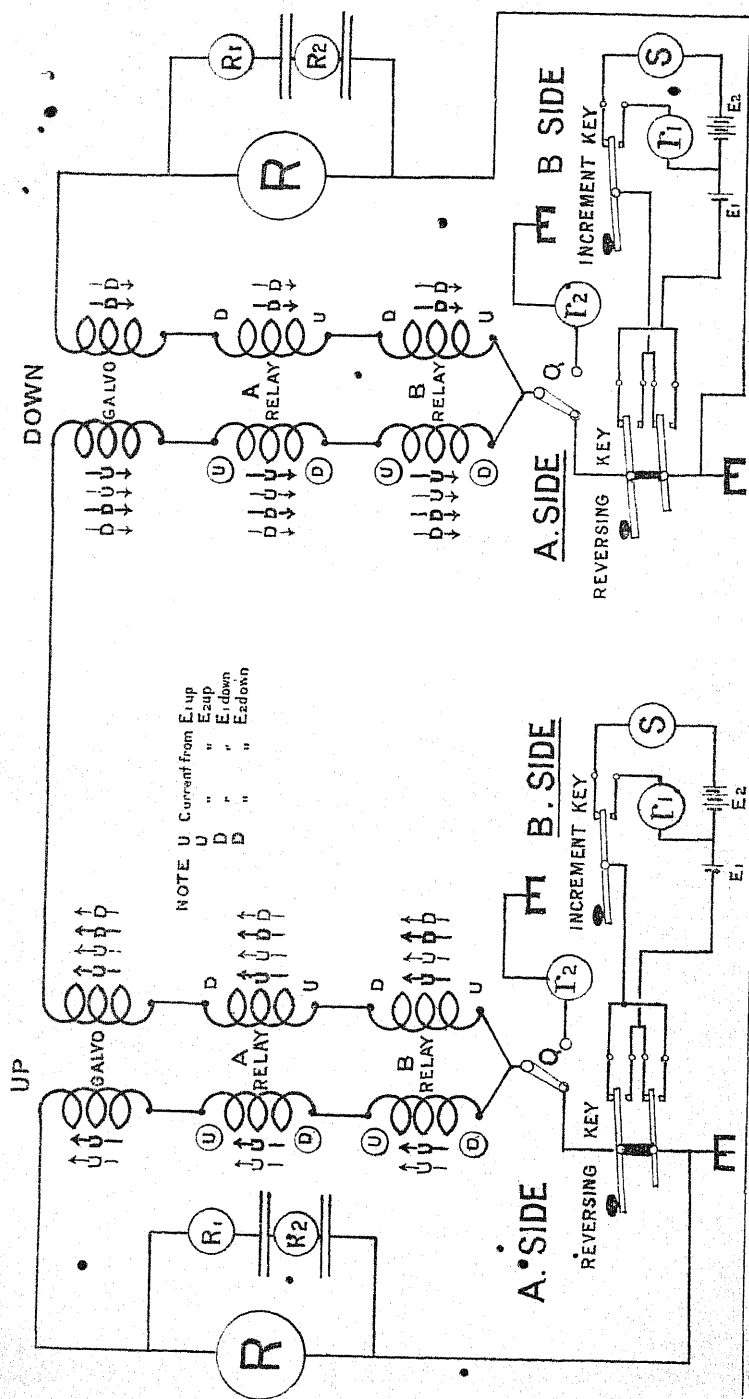 UP
DOWN
GALVO
↑ ↑ ↑
U U I
GALVO
↑ ↑ ↑ ↑ ↑
I U U D D
NOTE U Current from E1 up
U " " E2 up
D " " E1 down
D " " E2 down
GALVO
D D U U I
GALVO
I D D
R
R1
R2
U
D
A
RELAY
U U I
D
U
U
D
B
RELAY
U U I
D
U
U
D
A
RELAY
D
U
I D D
U
D
B
RELAY
D
U
I D D
R
R1
R2
Q
r2
E
A. SIDE
B. SIDE
REVERSING KEY
INCREMENT KEY
r1
S
E1
E2
E
Q
r2
E
A. SIDE
B SIDE
REVERSING KEY
INCREMENT KEY
r1
S
E1
E2
E